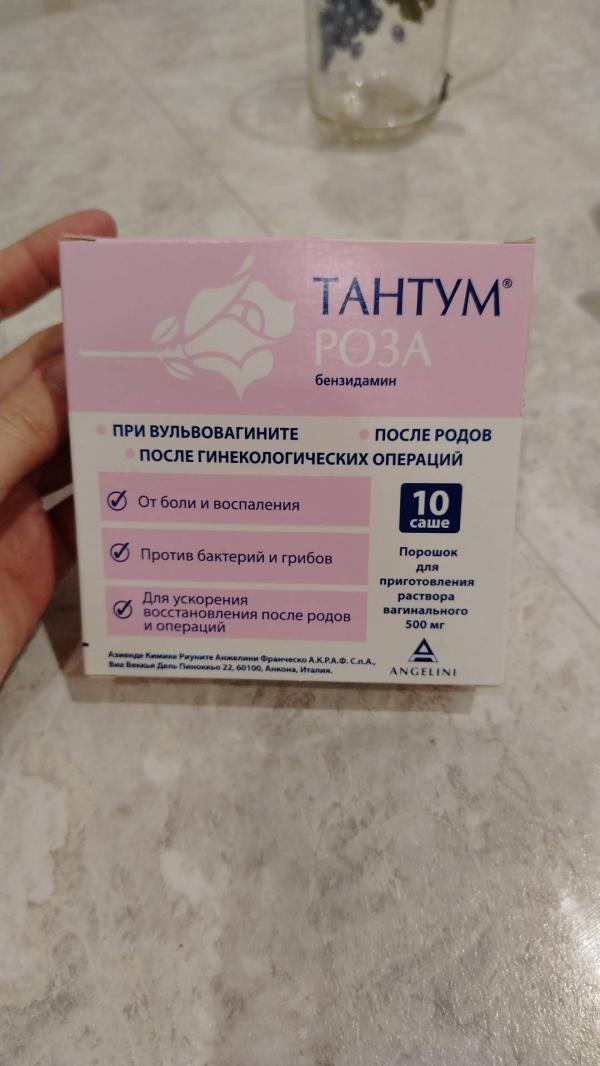 ТАНТУМ®
РОЗА
бензидамин
ПРИ ВУЛЬВОВАГИНИТЕ
ПОСЛЕ РОДОВ
ПОСЛЕ ГИНЕКОЛОГИЧЕСКИХ ОПЕРАЦИЙ
От боли и воспаления
Против бактерий и грибов
Для ускорения
восстановления после родов
и операций
10
саше
Порошок
для
приготовления
раствора
вагинального
500 мг
Азиенде Кимике Риуните Анжелини Франческо А.К.Р.А.Ф. С.п.А.,
Виа Веккья Дель Пиноккьо 22, 60100, Анкона, Италия.
ANGELINI